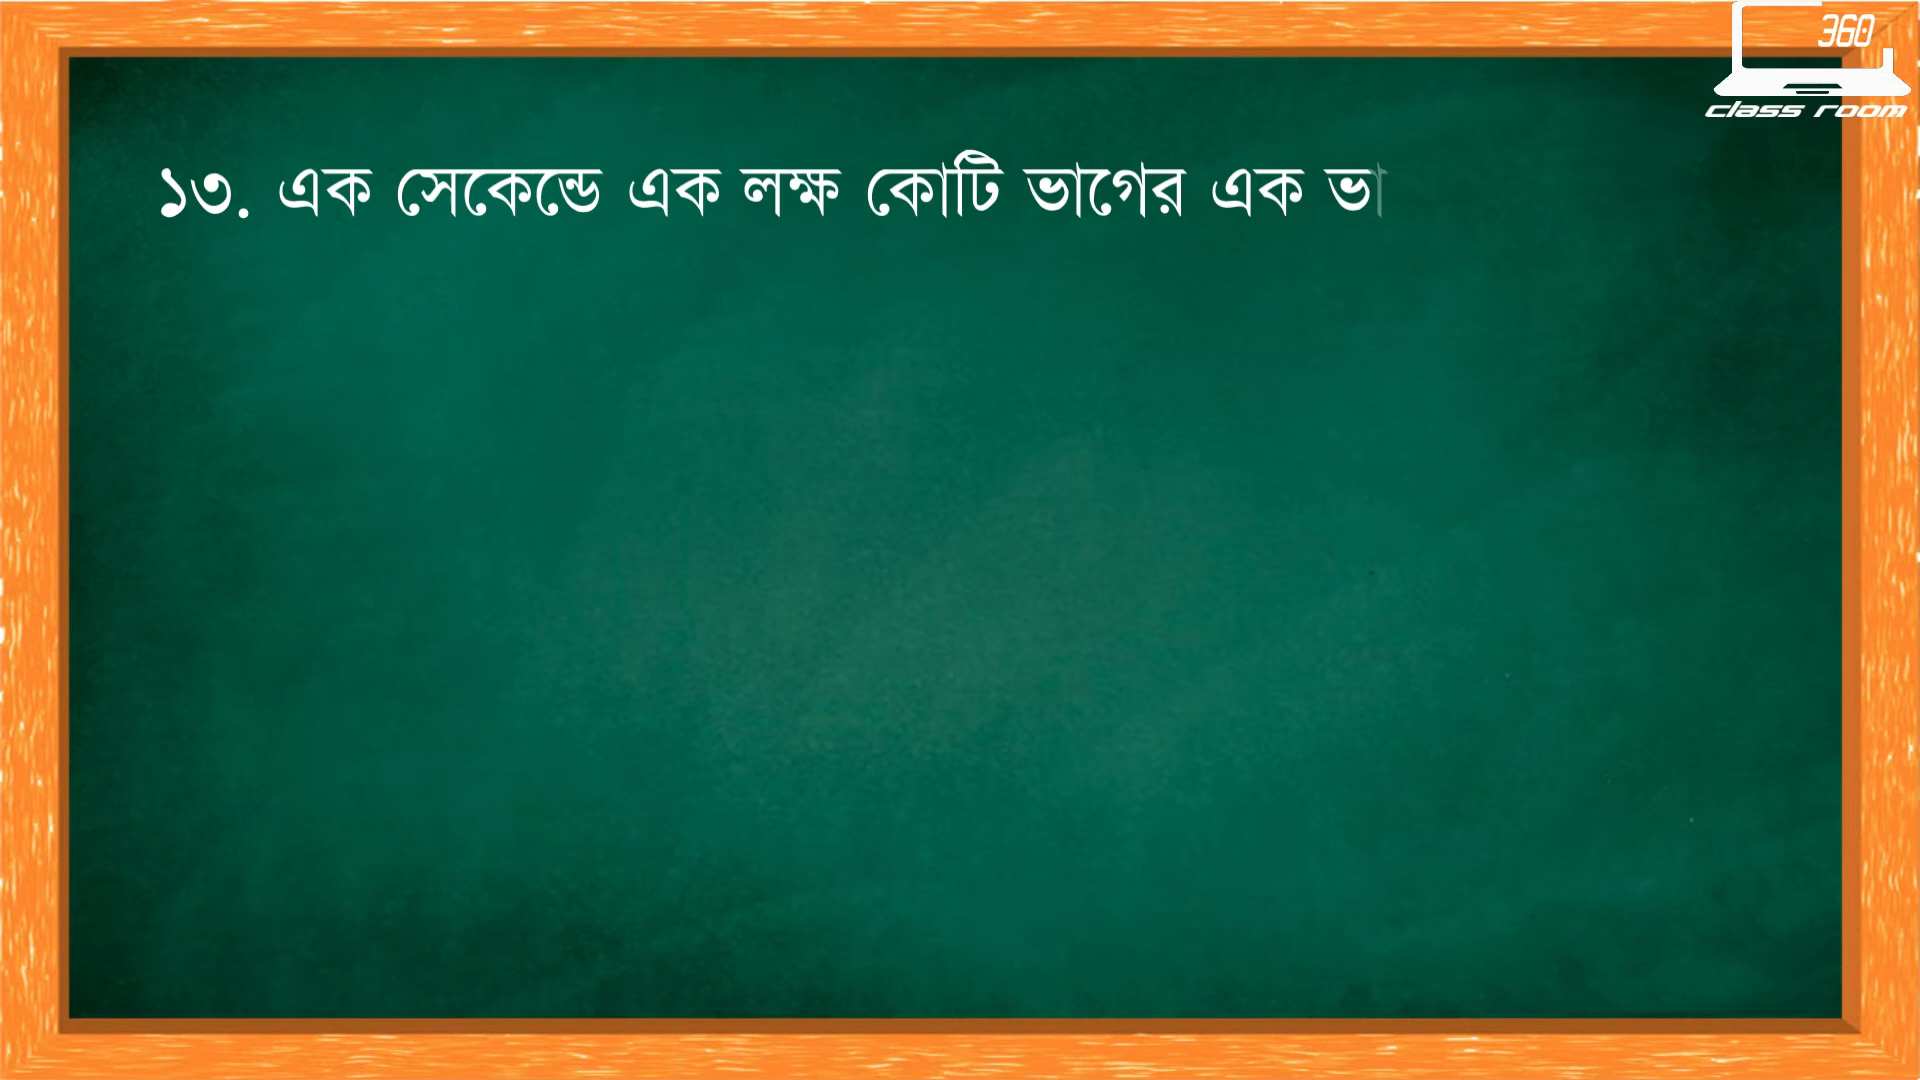 360
class room
১৩. এক সেকেন্ডে এক লক্ষ কোটি ভাগের এক ভা